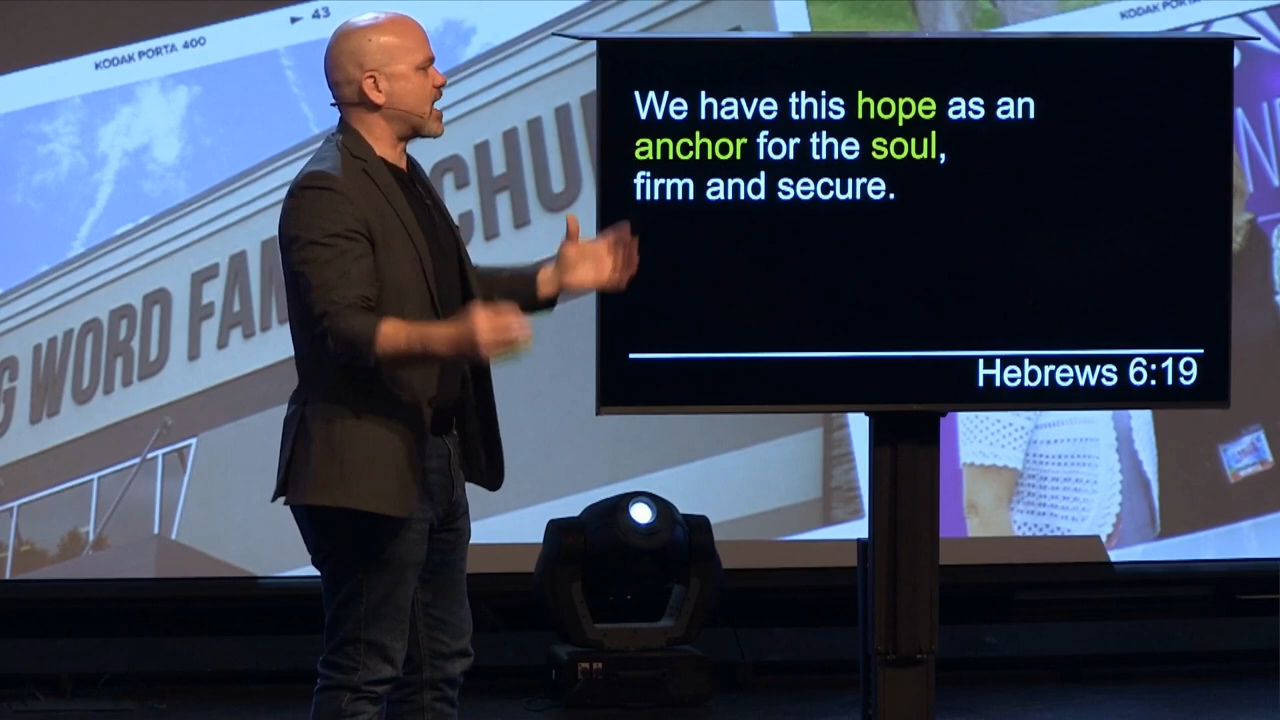 ▶ 43
KODAK PORTA 400
G WORD FAM CHU
We have this hope as an
anchor for the soul,
firm and secure.
Hebrews 6:19